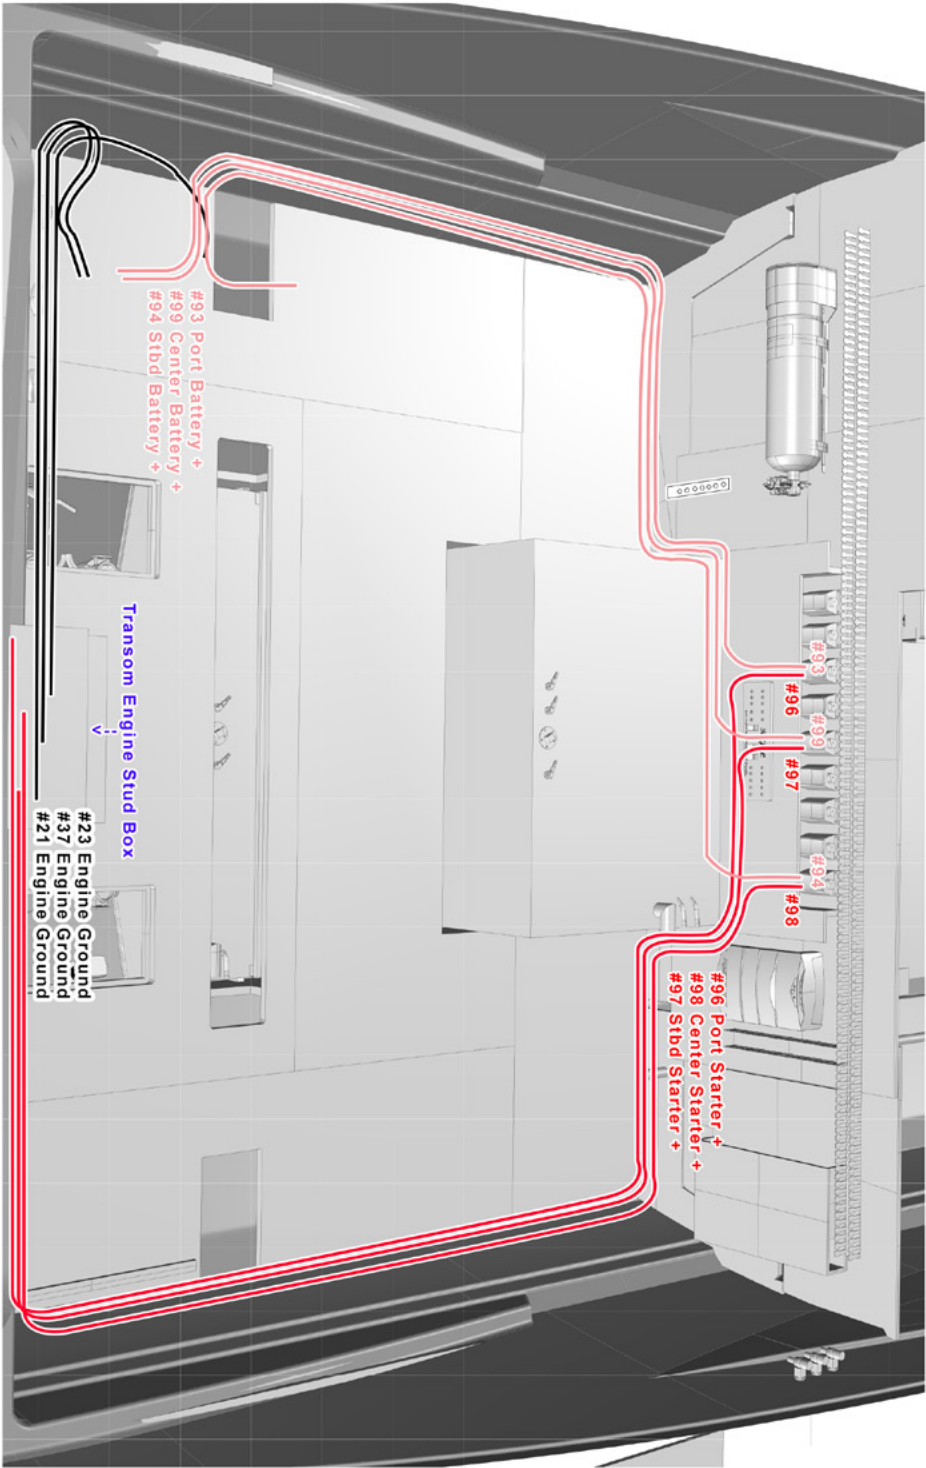 #93 Port Battery +
#99 Center Battery +
#94 Stbd Battery +
#93
#96
#99
#97
#94
#98
Transom Engine Stud Box
v
#96 Port Starter +
#98 Center Starter +
#97 Stbd Starter +
#23 Engine Ground
#37 Engine Ground
#21 Engine Ground